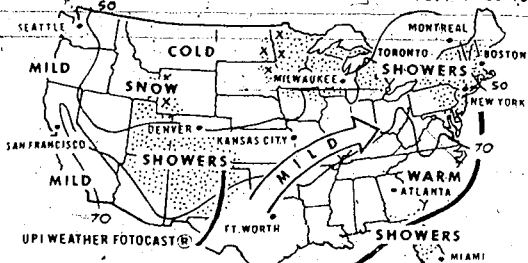 50
SEATTLE
MONTREAL
COLD
MILD
TORONTO
BOSTON
SHOWERS
SNOW
MILWAUKEE
50
NEW YORK
DENVER
KANSAS CITY
SAN FRANCISCO
SHOWERS
MILD
70
MILD
WARM
ATLANTA
70
FT. WORTH
UPI WEATHER FOTOCAST ®
SHOWERS
MIAMI